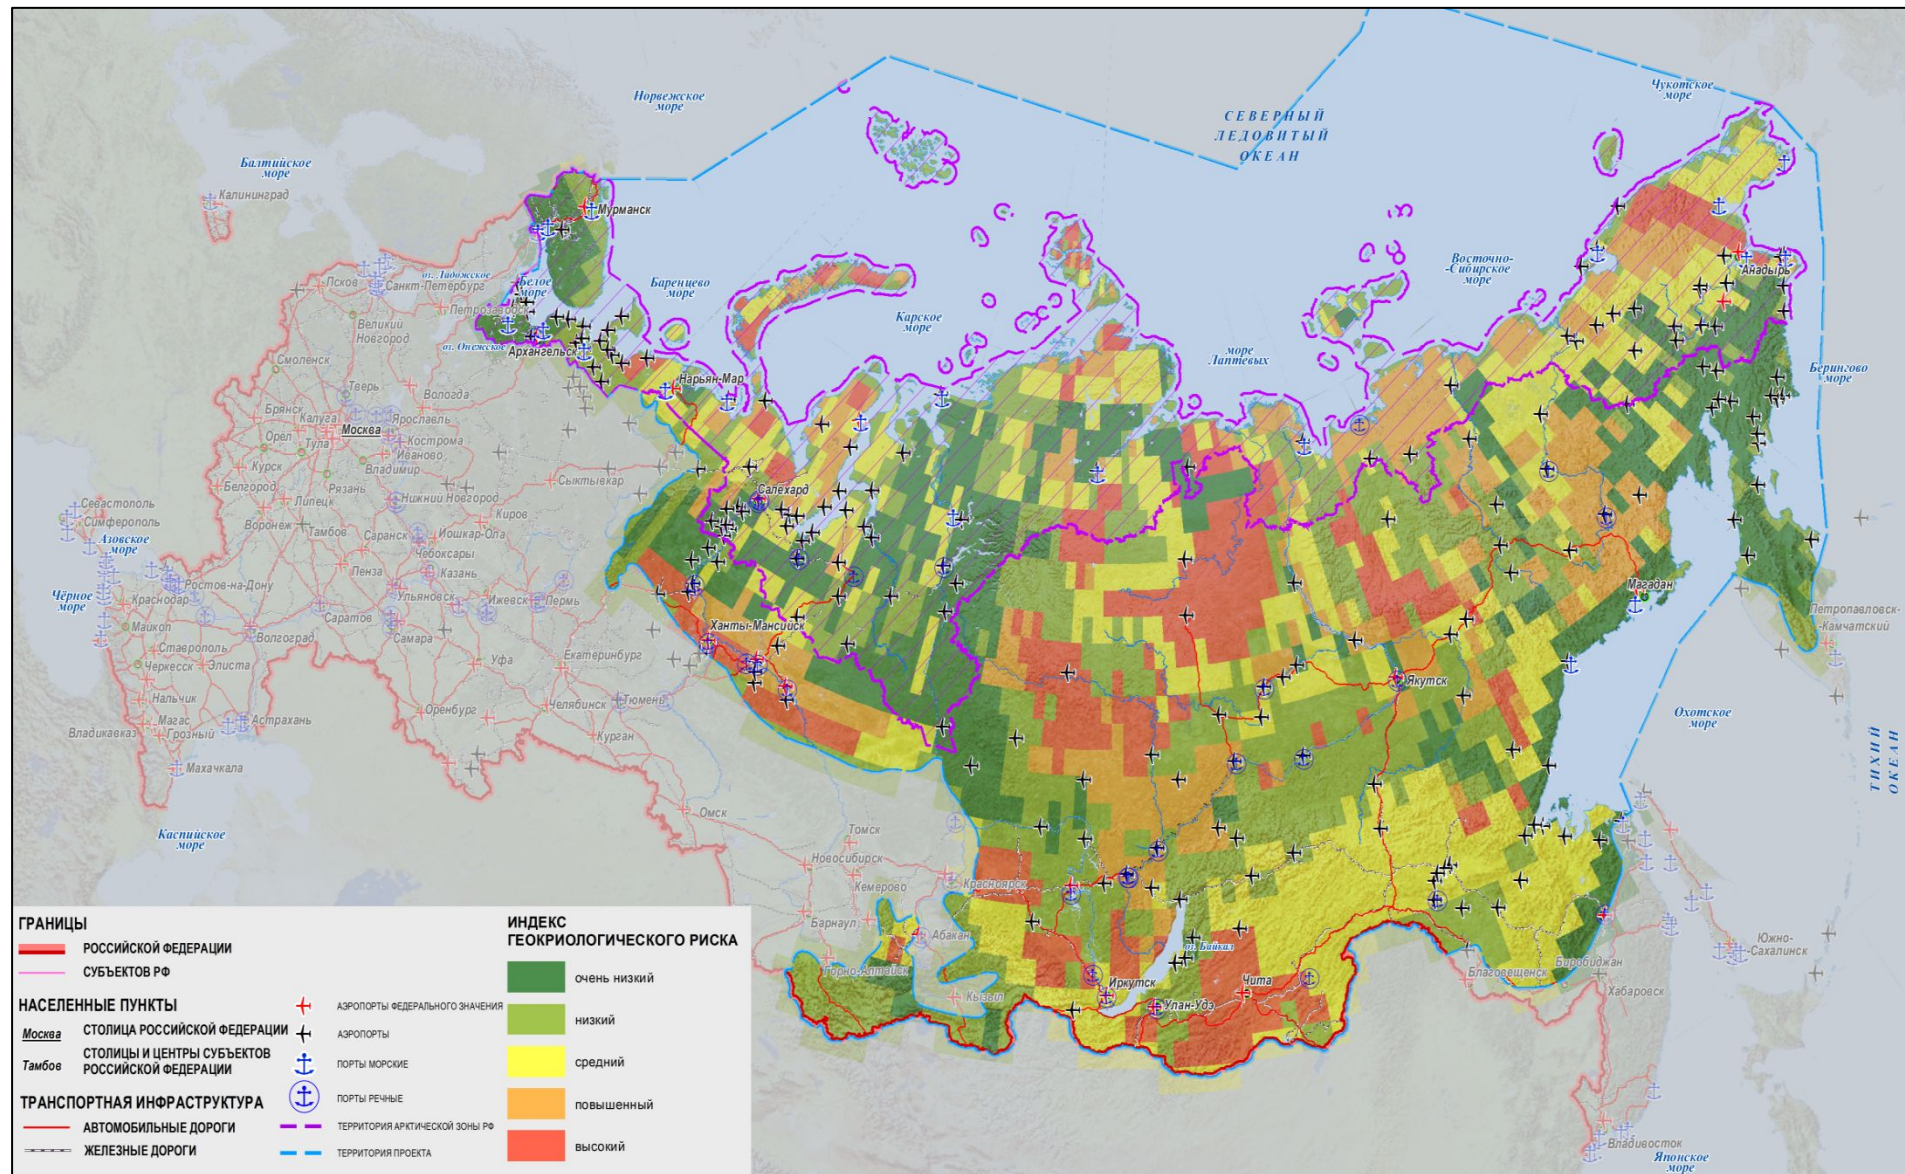 Норвежское
море
Чукотское
море
СЕВЕРНЫЙ
ЛЕДОВИТЫЙ
ОКЕАН
Балтийское
море
Калининград
Мурманск
оз. Ладожское
Псков
Санкт-Петербург
Белое
море
Баренцево
море
Восточно-
-Сибирское
море
Анадырь
Петрозаводск
Великий
Новгород
оз. Онежское
Архангельск
Карское
море
море
Лаптевых
Смоленск
Берингово
море
Тверь
Вологда
Нарьян-Мар
Брянск
Калуга
Москва
Ярославль
Орёл
Тула
Кострома
Иваново
Курск
Владимир
Белгород
Рязань
Липецк
Нижний Новгород
Сыктывкар
Салехард
Севастополь
Симферополь
Воронеж
Тамбов
Киров
Саранск
Йошкар-Ола
Азовское
море
Чебоксары
Пенза
Казань
Ростов-на-Дону
Чёрное
море
Краснодар
Ульяновск
Ижевск
Пермь
Магадан
Майкоп
Волгоград
Саратов
Самара
Ханты-Мансийск
Петропавловск-
-Камчатский
Ставрополь
Черкесск
Элиста
Уфа
Екатеринбург
Якутск
Нальчик
Магас
Грозный
Астрахань
Оренбург
Челябинск
Тюмень
Владикавказ
Курган
Охотское
море
Махачкала
ТИХИЙ
ОКЕАН
Каспийское
море
Омск
Томск
Новосибирск
Кемерово
Красноярск
Барнаул
Абакан
оз. Байкал
Горно-Алтайск
Кызыл
Иркутск
Улан-Удэ
Чита
Благовещенск
Биробиджан
Хабаровск
Южно-
-Сахалинск
Владивосток
Японское
море
ГРАНИЦЫ
РОССИЙСКОЙ ФЕДЕРАЦИИ
СУБЪЕКТОВ РФ
НАСЕЛЕННЫЕ ПУНКТЫ
Москва СТОЛИЦА РОССИЙСКОЙ ФЕДЕРАЦИИ
Тамбов СТОЛИЦЫ И ЦЕНТРЫ СУБЪЕКТОВ
РОССИЙСКОЙ ФЕДЕРАЦИИ
ТРАНСПОРТНАЯ ИНФРАСТРУКТУРА
АВТОМОБИЛЬНЫЕ ДОРОГИ
ЖЕЛЕЗНЫЕ ДОРОГИ
АЭРОПОРТЫ ФЕДЕРАЛЬНОГО ЗНАЧЕНИЯ
АЭРОПОРТЫ
ПОРТЫ МОРСКИЕ
ПОРТЫ РЕЧНЫЕ
ТЕРРИТОРИЯ АРКТИЧЕСКОЙ ЗОНЫ РФ
ТЕРРИТОРИЯ ПРОЕКТА
ИНДЕКС
ГЕОКРИОЛОГИЧЕСКОГО РИСКА
очень низкий
низкий
средний
повышенный
высокий